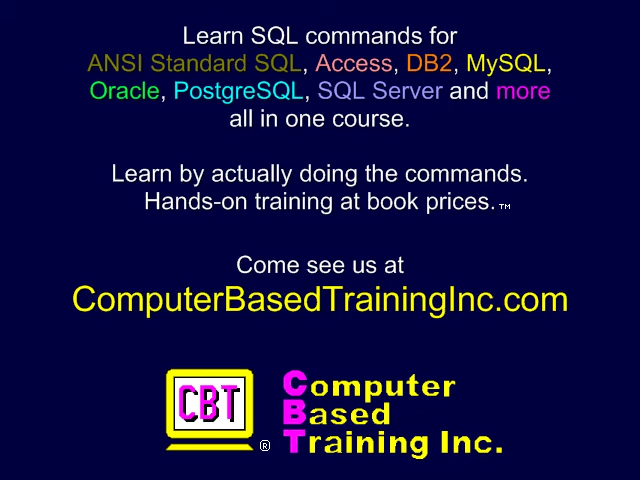 Learn SQL commands for
ANSI Standard SQL, Access, DB2, MySQL,
Oracle, PostgreSQL, SQL Server and more
all in one course.
Learn by actually doing the commands.
Hands-on training at book prices.™
Come see us at
ComputerBasedTrainingInc.com
CBT ®
Computer
Based
Training Inc.